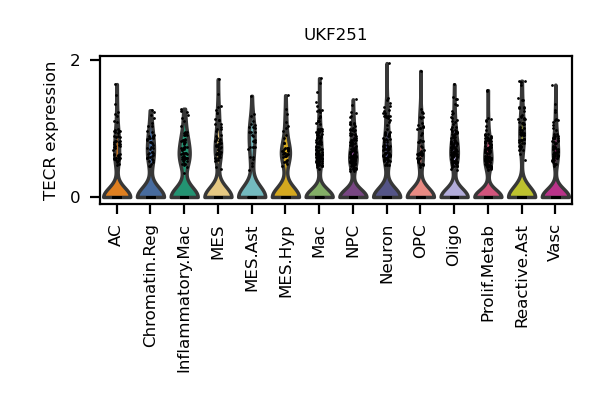 UKF251
TECR expression
2
0
AC
Chromatin.Reg
Inflammatory.Mac
MES
MES.Ast
MES.Hyp
Mac
NPC
Neuron
OPC
Oligo
Prolif.Metab
Reactive.Ast
Vasc